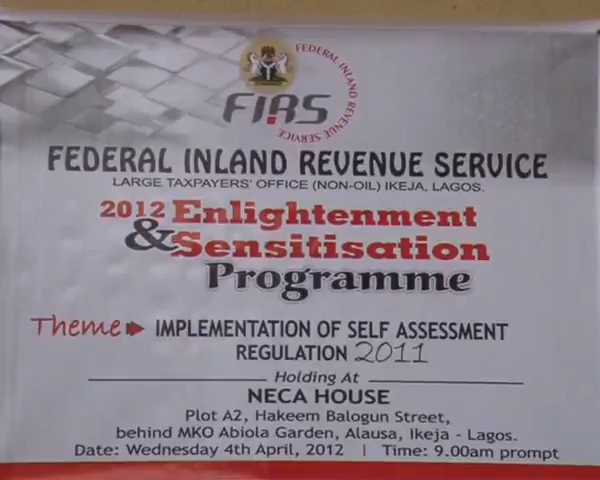 FEDERAL INLAND REVENUE SERVICE
FIRS
FEDERAL INLAND REVENUE SERVICE
LARGE TAXPAYERS' OFFICE (NON-OIL) IKEJA, LAGOS.
2012 Enlightenment
& Sensitisation
Programme
Theme IMPLEMENTATION OF SELF ASSESSMENT
REGULATION 2011
Holding At
NECA HOUSE
Plot A2, Hakeem Balogun Street,
behind MKO Abiola Garden, Alausa, Ikeja - Lagos.
Date: Wednesday 4th April, 2012 | Time: 9.00am prompt